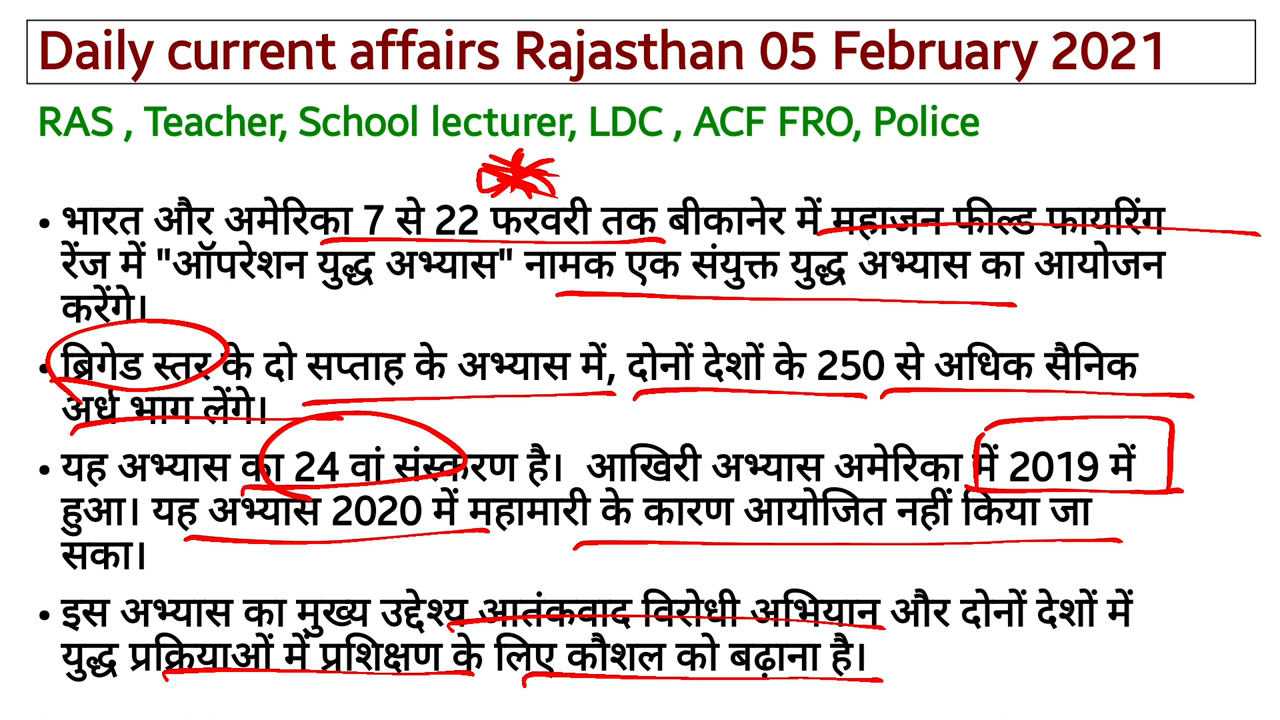 Daily current affairs Rajasthan 05 February 2021
RAS , Teacher, School lecturer, LDC , ACF FRO, Police
• भारत और अमेरिका 7 से 22 फरवरी तक बीकानेर में महाजन फील्ड फायरिंग
रेंज में "ऑपरेशन युद्ध अभ्यास" नामक एक संयुक्त युद्ध अभ्यास का आयोजन
करेंगे।
• ब्रिगेड स्तर के दो सप्ताह के अभ्यास में, दोनों देशों के 250 से अधिक सैनिक
अर्ध भाग लेंगे।
• यह अभ्यास का 24 वां संस्करण है। आखिरी अभ्यास अमेरिका में 2019 में
हुआ। यह अभ्यास 2020 में महामारी के कारण आयोजित नहीं किया जा
सका।
• इस अभ्यास का मुख्य उद्देश्य आतंकवाद विरोधी अभियान और दोनों देशों में
युद्ध प्रक्रियाओं में प्रशिक्षण के लिए कौशल को बढ़ाना है।